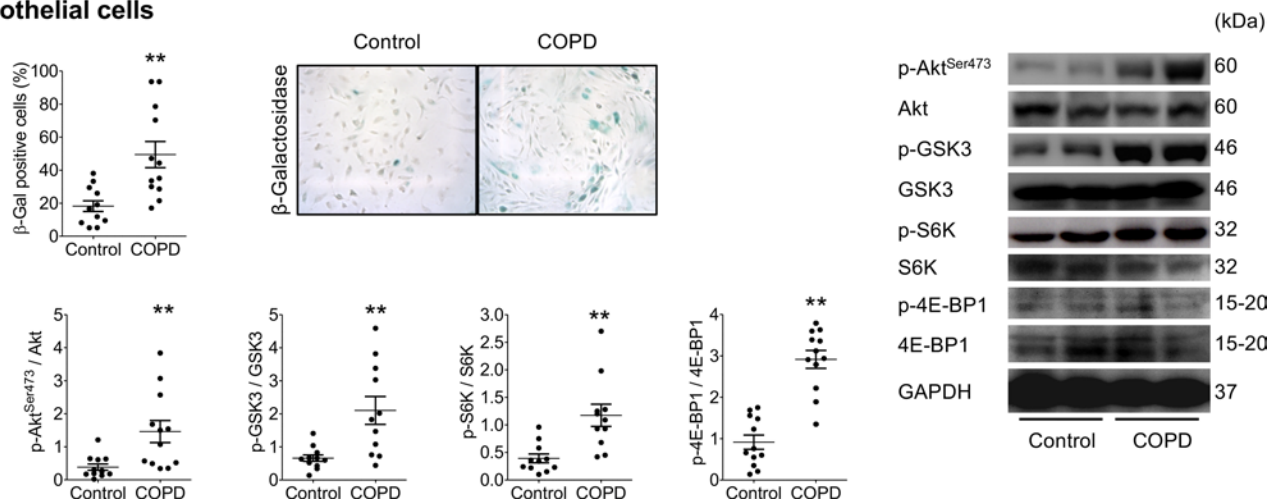 othelial cells
β-Gal positive cells (%)
100
80
60
40
20
0
**
Control COPD
Control COPD
β-Galactosidase
p-AktSer473 / Akt
5
4
3
2
1
0
**
Control COPD
p-GSK3 / GSK3
5
4
3
2
1
0
**
Control COPD
p-S6K / S6K
3.0
2.5
2.0
1.5
1.0
0.5
0.0
**
Control COPD
p-4E-BP1 / 4E-BP1
4
3
2
1
0
**
Control COPD
(kDa)
p-AktSer473 60
Akt 60
p-GSK3 46
GSK3 46
p-S6K 32
S6K 32
p-4E-BP1 15-20
4E-BP1 15-20
GAPDH 37
Control COPD